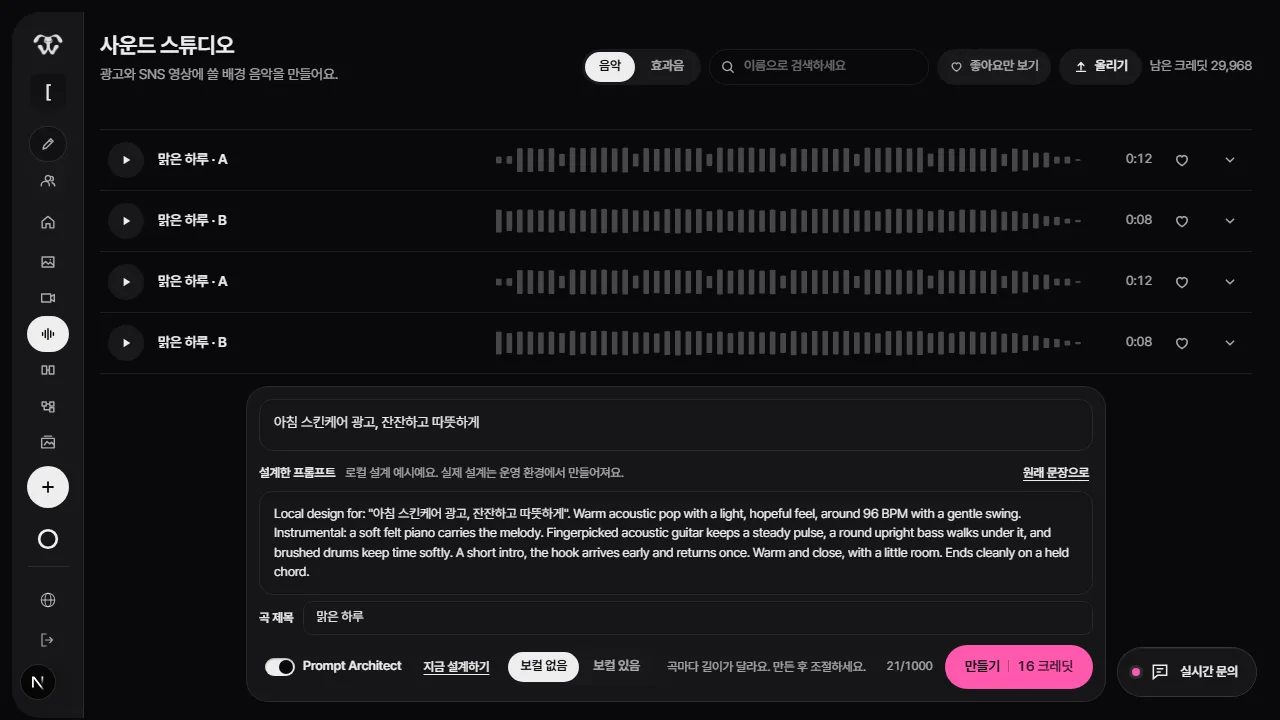 사운드 스튜디오
광고와 SNS 영상에 쓸 배경 음악을 만들어요.
음악
효과음
이름으로 검색하세요
좋아요만 보기
올리기
남은 크레딧 29,968
[
맑은 하루 · A
0:12
맑은 하루 · B
0:08
맑은 하루 · A
0:12
맑은 하루 · B
0:08
아침 스킨케어 광고, 잔잔하고 따뜻하게
설계한 프롬프트
로컬 설계 예시예요. 실제 설계는 운영 환경에서 만들어져요.
원래 문장으로
Local design for: "아침 스킨케어 광고, 잔잔하고 따뜻하게". Warm acoustic pop with a light, hopeful feel, around 96 BPM with a gentle swing.
Instrumental: a soft felt piano carries the melody. Fingerpicked acoustic guitar keeps a steady pulse, a round upright bass walks under it, and
brushed drums keep time softly. A short intro, the hook arrives early and returns once. Warm and close, with a little room. Ends cleanly on a held
chord.
곡 제목
맑은 하루
Prompt Architect
지금 설계하기
보컬 없음
보컬 있음
곡마다 길이가 달라요. 만든 후 조절하세요.
21/1000
만들기
16 크레딧
실시간 문의
N